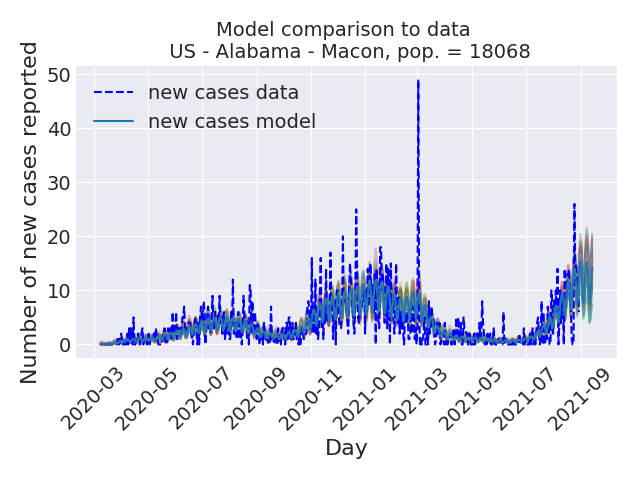 Model comparison to data
US - Alabama - Macon, pop. = 18068
Number of new cases reported
50
40
30
20
10
0
new cases data
new cases model
2020-03
2020-05
2020-07
2020-09
2020-11
2021-01
2021-03
2021-05
2021-07
2021-09
Day